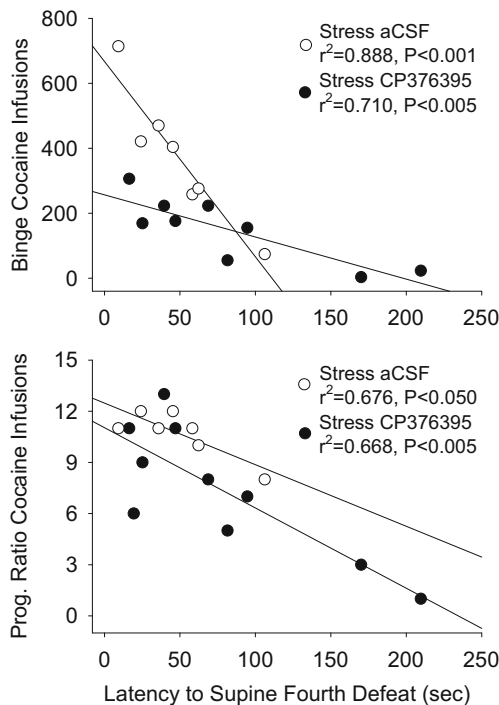 Stress aCSF
r²=0.888, P<0.001
Stress CP376395
r²=0.710, P<0.005
Binge Cocaine Infusions
800
600
400
200
0
0 50 100 150 200 250
Stress aCSF
r²=0.676, P<0.050
Stress CP376395
r²=0.668, P<0.005
Prog. Ratio Cocaine Infusions
15
12
9
6
3
0
0 50 100 150 200 250
Latency to Supine Fourth Defeat (sec)